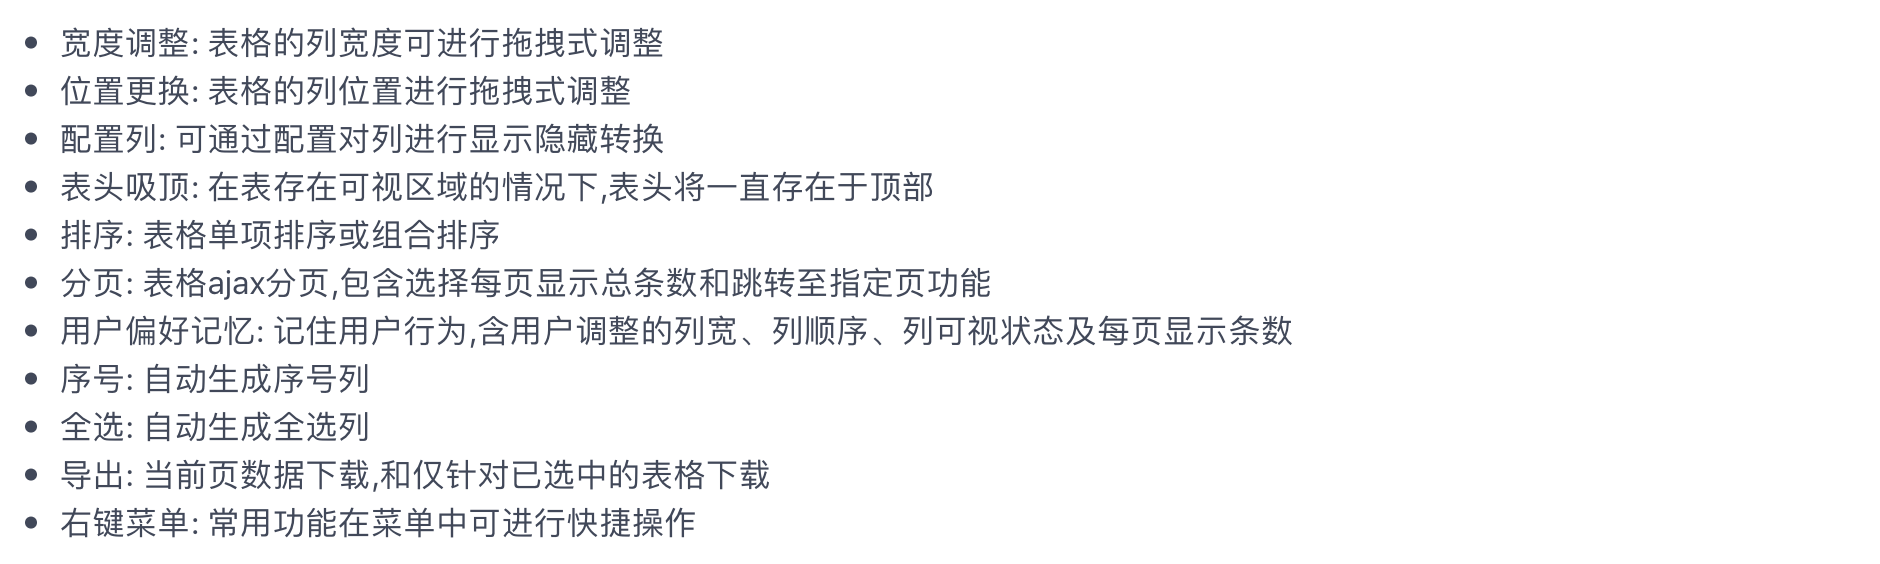 宽度调整: 表格的列宽度可进行拖拽式调整
位置更换: 表格的列位置进行拖拽式调整
配置列: 可通过配置对列进行显示隐藏转换
表头吸顶: 在表存在可视区域的情况下,表头将一直存在于顶部
排序: 表格单项排序或组合排序
分页: 表格ajax分页,包含选择每页显示总条数和跳转至指定页功能
用户偏好记忆: 记住用户行为,含用户调整的列宽、列顺序、列可视状态及每页显示条数
序号: 自动生成序号列
全选: 自动生成全选列
导出: 当前页数据下载,和仅针对已选中的表格下载
右键菜单: 常用功能在菜单中可进行快捷操作